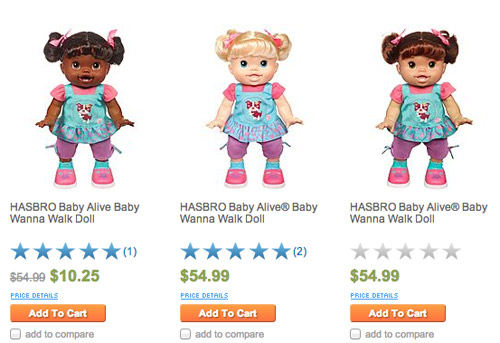 HASBRO Baby Alive Baby
Wanna Walk Doll
(1)
$54.99 $10.25
PRICE DETAILS
Add To Cart
add to compare
HASBRO Baby Alive® Baby
Wanna Walk Doll
(2)
$54.99
PRICE DETAILS
Add To Cart
add to compare
HASBRO Baby Alive® Baby
Wanna Walk Doll
$54.99
PRICE DETAILS
Add To Cart
add to compare